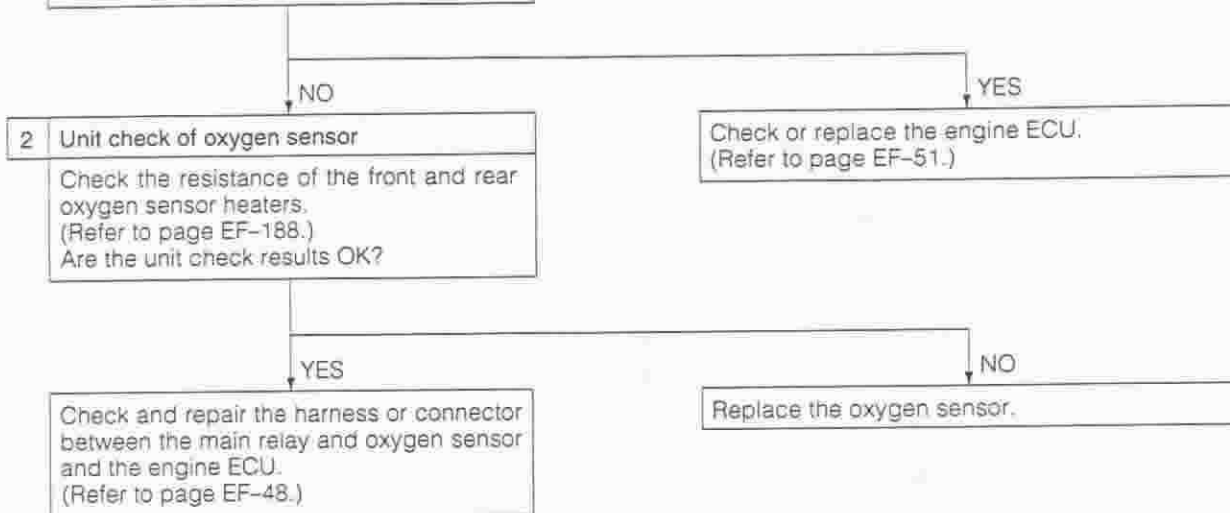 NO
YES
2 Unit check of oxygen sensor
Check the resistance of the front and rear
oxygen sensor heaters.
(Refer to page EF–188.)
Are the unit check results OK?
Check or replace the engine ECU.
(Refer to page EF–51.)
YES
NO
Check and repair the harness or connector
between the main relay and oxygen sensor
and the engine ECU.
(Refer to page EF–48.)
Replace the oxygen sensor.